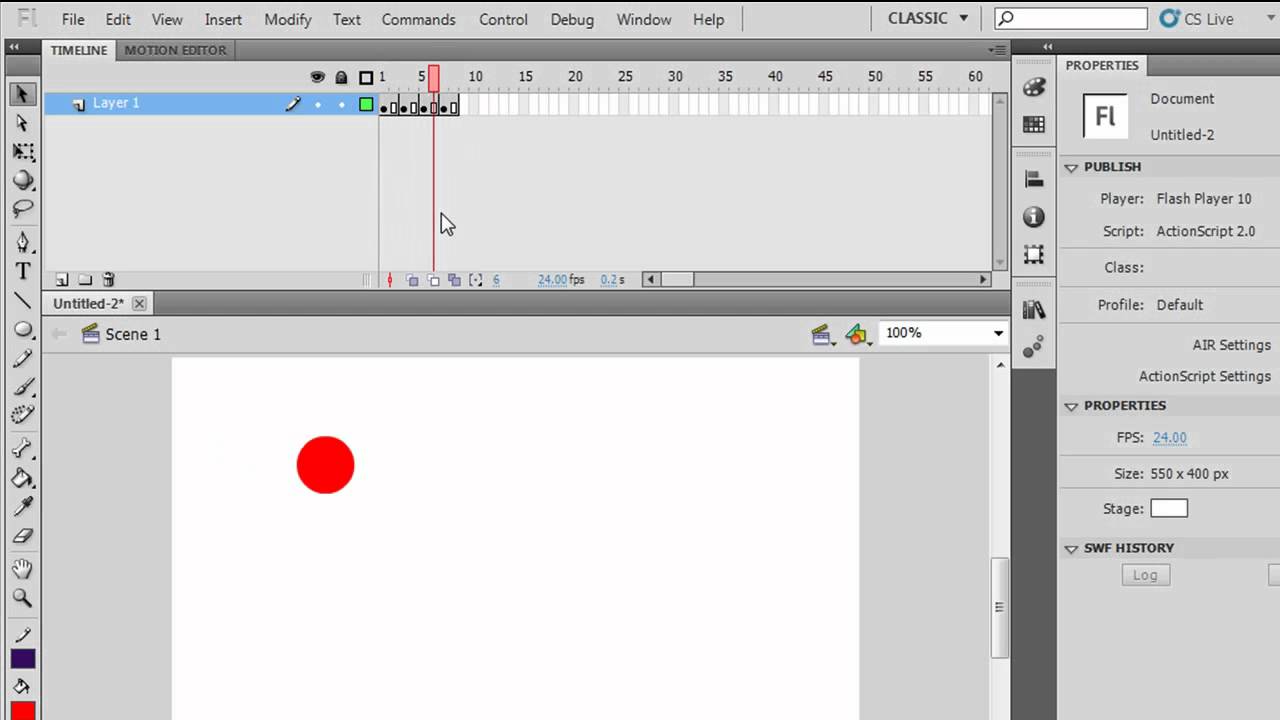 Fl File Edit View Insert Modify Text Commands Control Debug Window Help CLASSIC CS Live
TIMELINE MOTION EDITOR
1 5 10 15 20 25 30 35 40 45 50 55 60
Layer 1
6 24.00 fps 0.2 s
Untitled-2*
Scene 1
100%
T
PROPERTIES
Fl
Document
Untitled-2
PUBLISH
Player: Flash Player 10
Script: ActionScript 2.0
Class:
Profile: Default
AIR Settings
ActionScript Settings
PROPERTIES
FPS: 24.00
Size: 550 x 400 px
Stage:
SWF HISTORY
Log